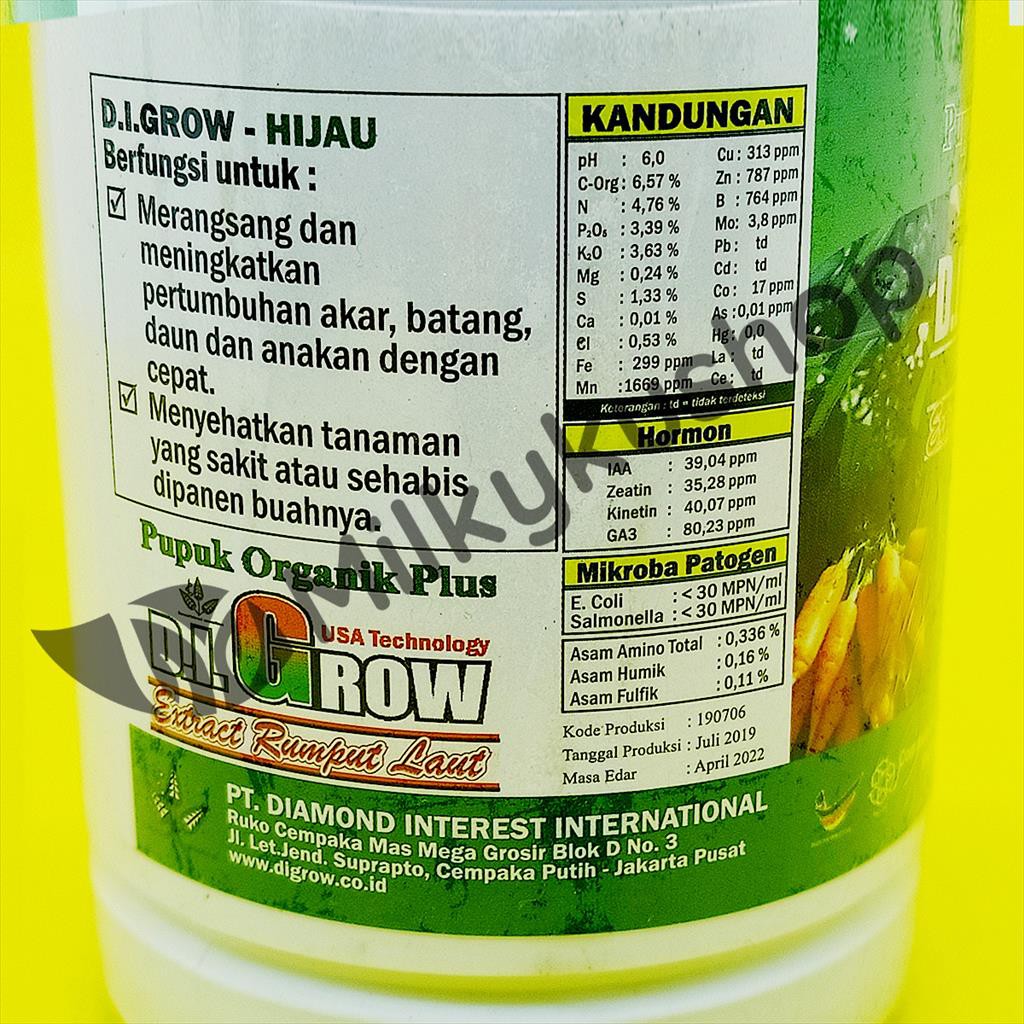 D.I.GROW - HIJAU
Berfungsi untuk :
☑ Merangsang dan
meningkatkan
pertumbuhan akar, batang,
daun dan anakan dengan
cepat.
☑ Menyehatkan tanaman
yang sakit atau sehabis
dipanen buahnya.
Pupuk Organik Plus
USA Technology
D.I.GROW
Extract Rumput Laut
KANDUNGAN
pH : 6,0
C-Org : 6,57 %
N : 4,76 %
P₂O₅ : 3,39 %
K₂O : 3,63 %
Mg : 0,24 %
S : 1,33 %
Ca : 0,01 %
Cl : 0,53 %
Fe : 299 ppm
Mn : 1669 ppm
Cu : 313 ppm
Zn : 787 ppm
B : 764 ppm
Mo : 3,8 ppm
Pb : td
Cd : td
Co : 17 ppm
As : 0,01 ppm
Hg : 0,0
La : td
Ce : td
Keterangan : td = tidak terdeteksi
Hormon
IAA : 39,04 ppm
Zeatin : 35,28 ppm
Kinetin : 40,07 ppm
GA3 : 80,23 ppm
Mikroba Patogen
E. Coli : < 30 MPN/ml
Salmonella : < 30 MPN/ml
Asam Amino Total : 0,336 %
Asam Humik : 0,16 %
Asam Fulfik : 0,11 %
Kode Produksi : 190706
Tanggal Produksi : Juli 2019
Masa Edar : April 2022
PT. DIAMOND INTEREST INTERNATIONAL
Ruko Cempaka Mas Mega Grosir Blok D No. 3
Jl. Let.Jend. Suprapto, Cempaka Putih - Jakarta Pusat
www.digrow.co.id
Milkykushop